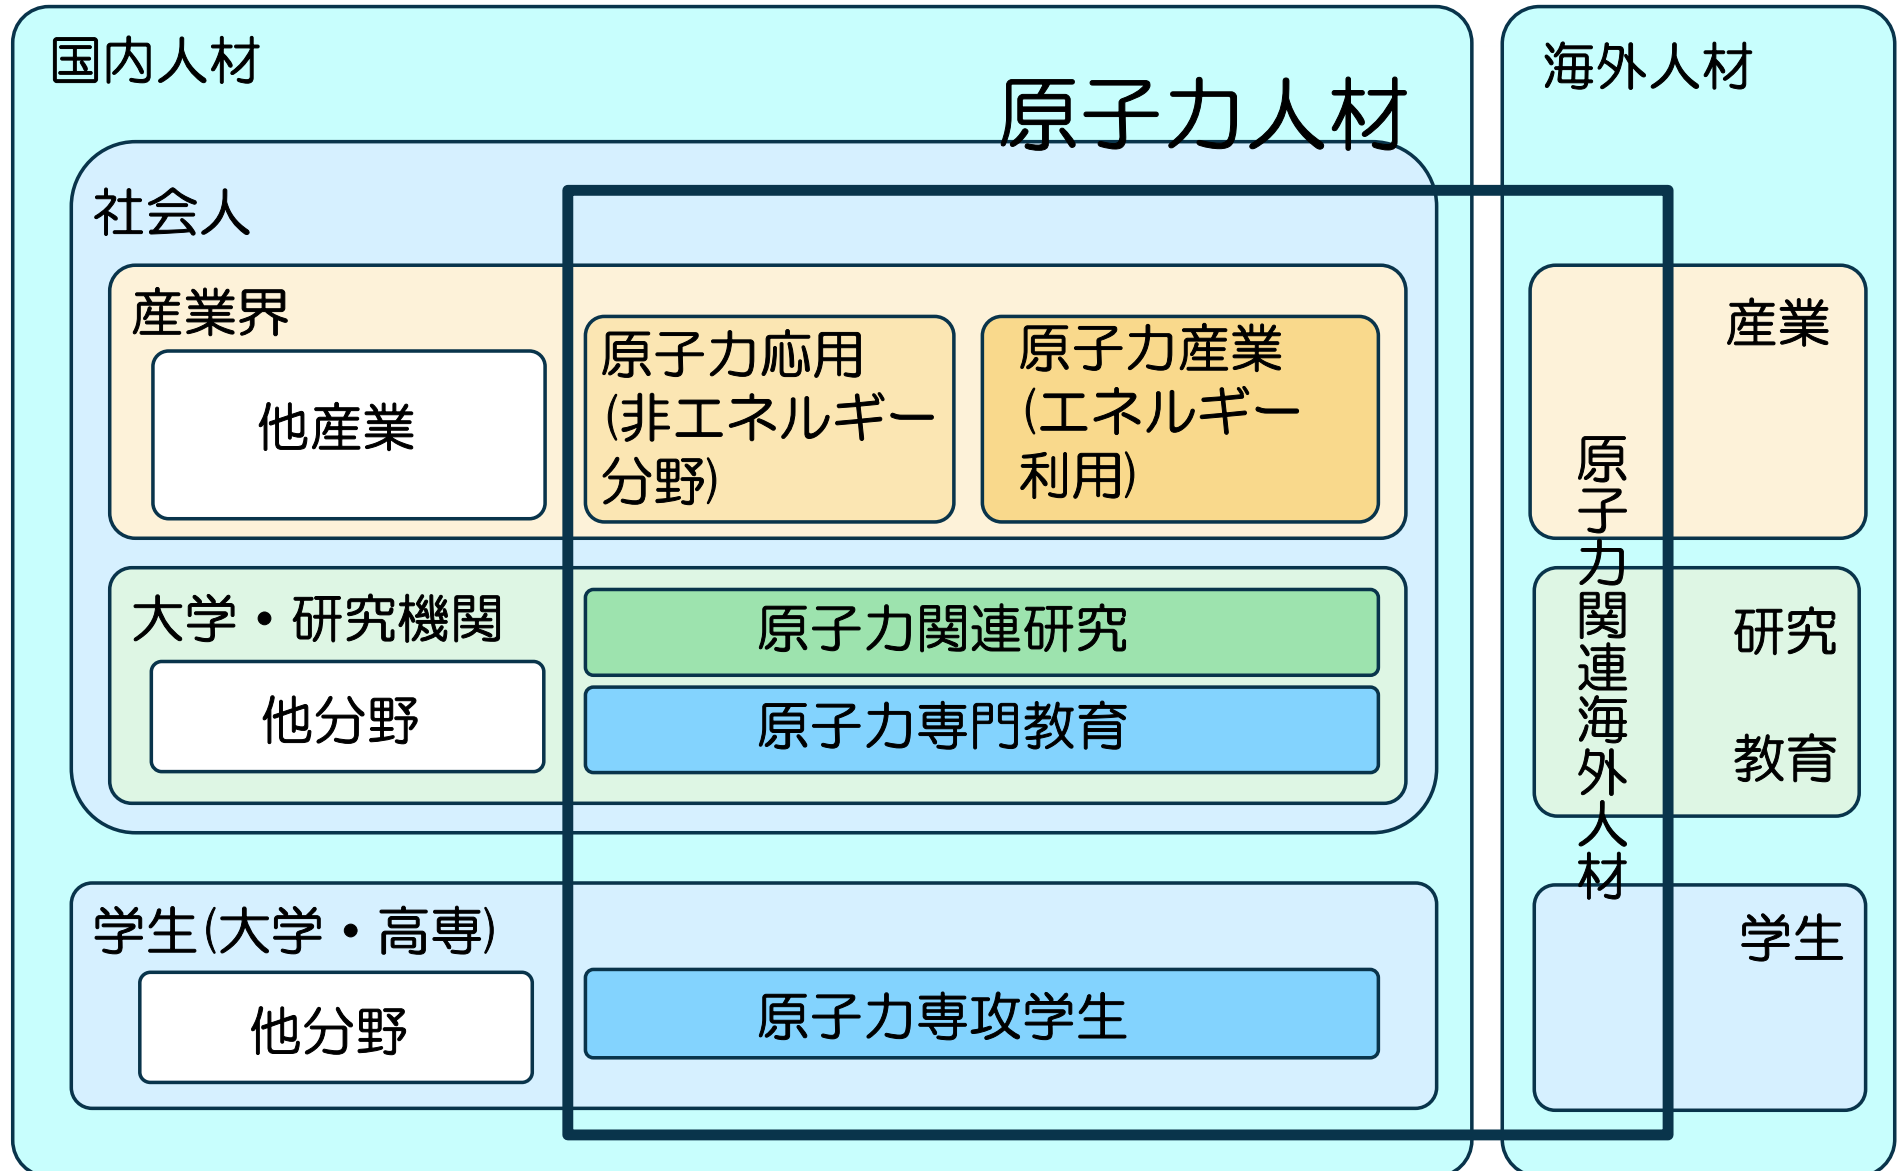 国内人材
原子力人材
社会人
産業界
他産業
原子力応用
(非エネルギー
分野)
原子力産業
(エネルギー
利用)
大学・研究機関
他分野
原子力関連研究
原子力専門教育
学生(大学・高専)
他分野
原子力専攻学生
海外人材
産業
原子力関連海外人材
研究
教育
学生